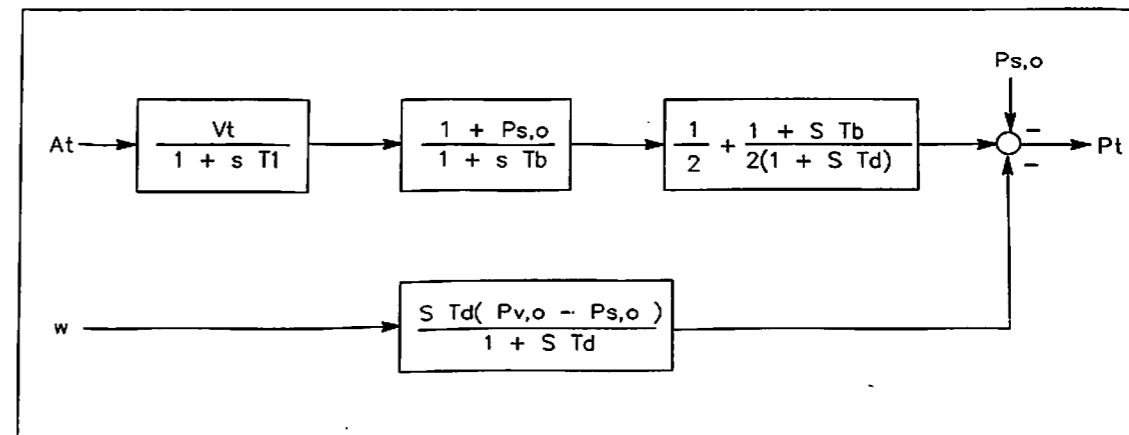 Ps,o
At
Vt
1 + s T1
1 + Ps,o
1 + s Tb
1
2
+
1 + S Tb
2(1 + S Td)
−
−
Pt
w
S Td( Pv,o − Ps,o )
1 + S Td